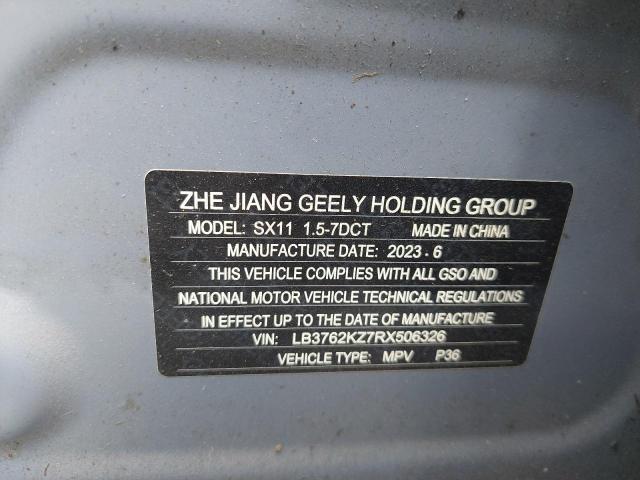 ZHE JIANG GEELY HOLDING GROUP
MODEL: SX11 1.5-7DCT MADE IN CHINA
MANUFACTURE DATE: 2023.6
THIS VEHICLE COMPLIES WITH ALL GSO AND
NATIONAL MOTOR VEHICLE TECHNICAL REGULATIONS
IN EFFECT UP TO THE DATE OF MANUFACTURE
VIN: LB3762KZ7RX506326
VEHICLE TYPE: MPV P36